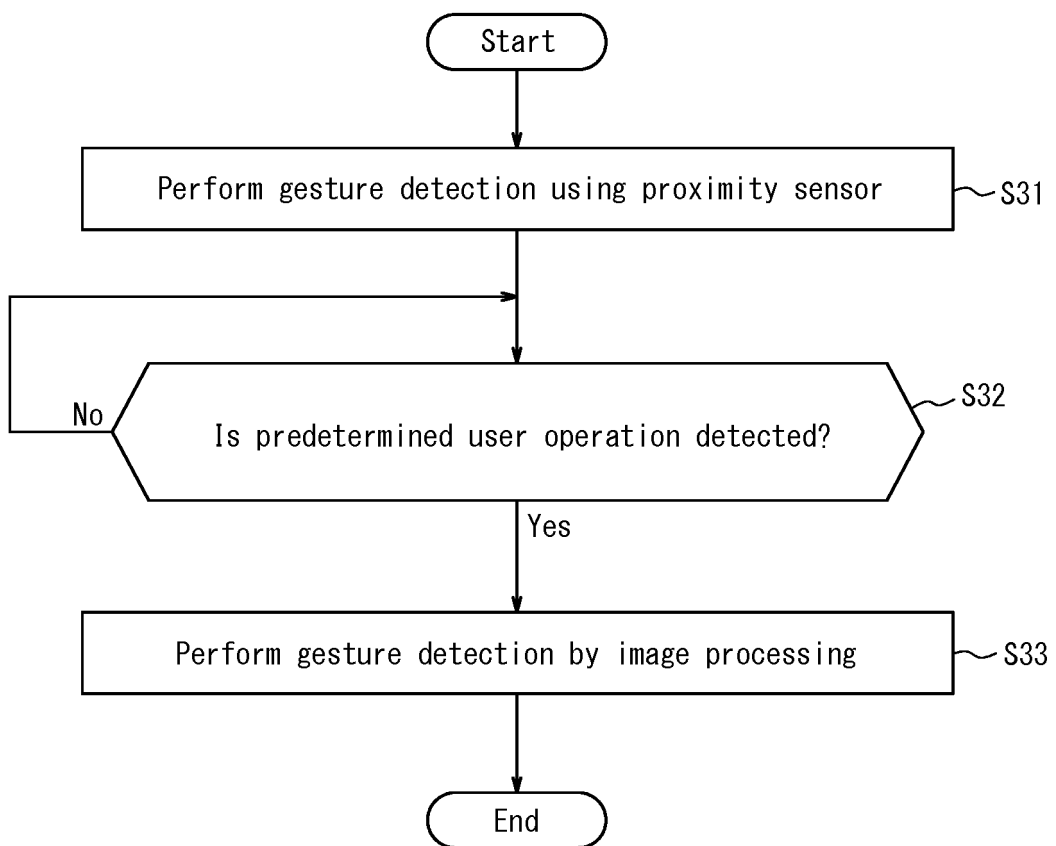 Start
Perform gesture detection using proximity sensor
S31
No
Is predetermined user operation detected?
S32
Yes
Perform gesture detection by image processing
S33
End